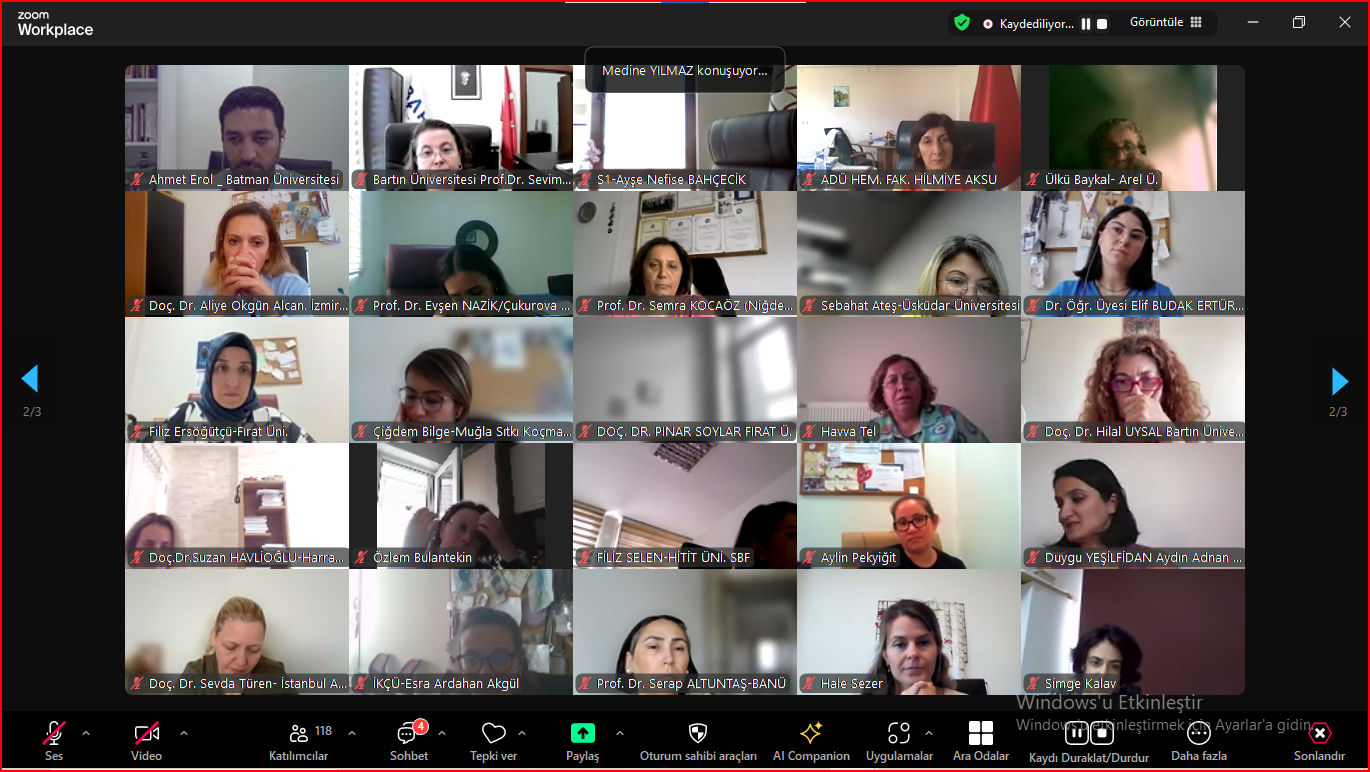 zoom
Workplace
Kaydediliyor...
Görüntüle
Medine YILMAZ konuşuyor...
Ahmet Erol _ Batman Üniversitesi
Bartın Üniversitesi Prof.Dr. Sevim...
S1-Ayşe Nefise BAHÇECİK
ADÜ HEM. FAK. HİLMİYE AKSU
Ülkü Baykal- Arel Ü.
Doç. Dr. Aliye Okgün Alcan. İzmir...
Prof. Dr. Evşen NAZİK/Çukurova ...
Prof. Dr. Semra KOCAÖZ (Niğde...
Sebahat Ateş-Üsküdar Üniversitesi
Dr. Öğr. Üyesi Elif BUDAK ERTÜR...
Filiz Ersöğütçü-Fırat Üni.
Çiğdem Bilge-Muğla Sıtkı Koçma...
DOÇ. DR. PINAR SOYLAR FIRAT Ü.
Havva Tel
Doç. Dr. Hilal UYSAL Bartın Ünive...
2/3
2/3
Doç.Dr.Suzan HAVLİOĞLU-Harra...
Özlem Bulantekin
FİLİZ SELEN-HİTİT ÜNİ. SBF
Aylin Pekyiğit
Duygu YEŞİLFİDAN Aydın Adnan ...
Doç. Dr. Sevda Türen- İstanbul A...
İKÇÜ-Esra Ardahan Akgül
Prof. Dr. Serap ALTUNTAŞ-BANÜ
Hale Sezer
Simge Kalav
Windows'u Etkinleştir
Windows'u etkinleştirmek için Ayarlar'a gidin.
Ses
Video
118
Katılımcılar
4
Sohbet
Tepki ver
Paylaş
Oturum sahibi araçları
AI Companion
Uygulamalar
Ara Odalar
Kaydı Duraklat/Durdur
Daha fazla
Sonlandır